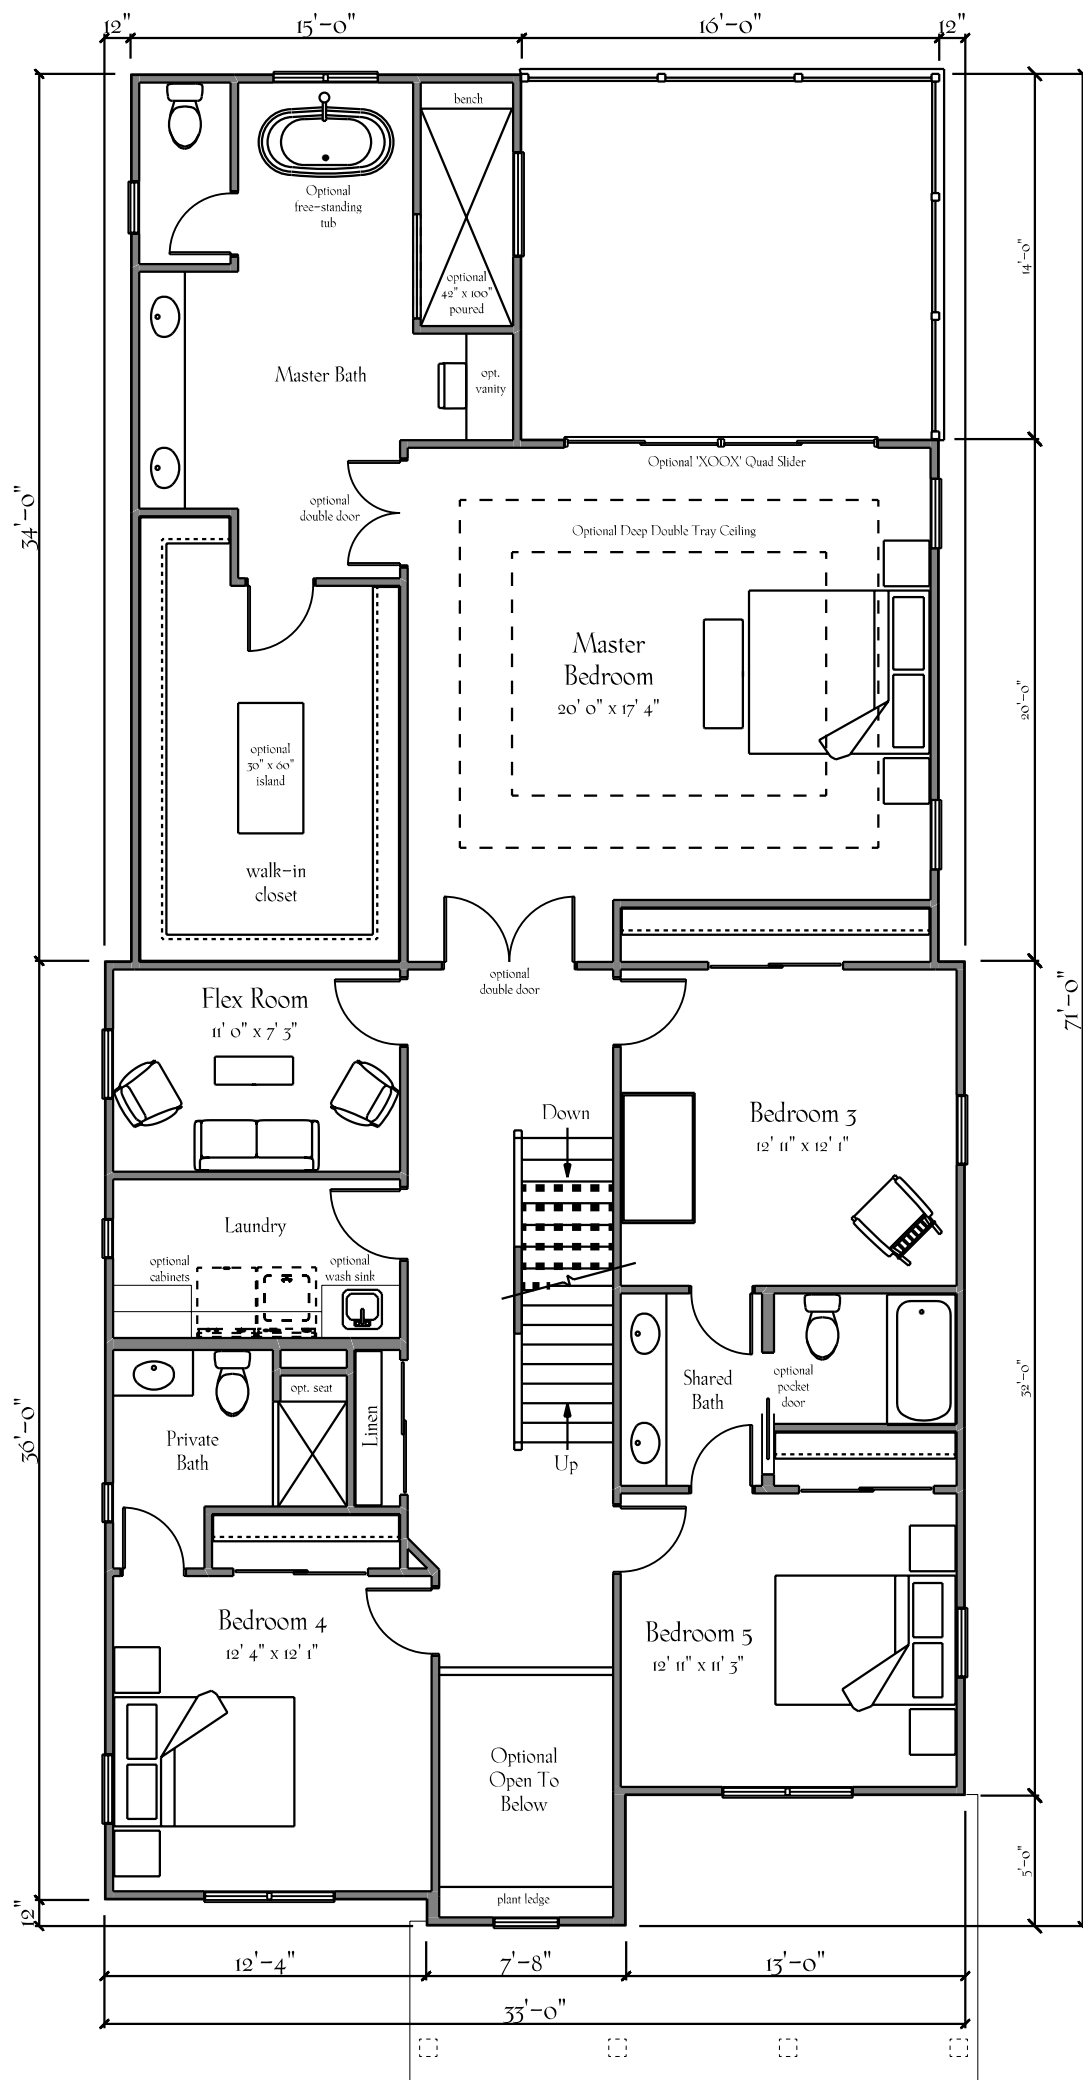 12"
15'-0"
16'-0"
12"
bench
Optional
free-standing
tub
14'-0"
optional
42" x 100"
poured
Master Bath
opt.
vanity
Optional 'XOOX' Quad Slider
optional
double door
34'-0"
Optional Deep Double Tray Ceiling
Master
Bedroom
20' 0" x 17' 4"
20'-0"
optional
30" x 60"
island
walk-in
closet
optional
double door
Flex Room
11' 0" x 7' 3"
71'-0"
Down
Bedroom 3
12' 11" x 12' 1"
Laundry
optional
cabinets
optional
wash sink
opt. seat
Shared
Bath
optional
pocket
door
32'-0"
Linen
Private
Bath
36'-0"
Up
Bedroom 4
12' 4" x 12' 1"
Bedroom 5
12' 11" x 11' 3"
Optional
Open To
Below
5'-0"
plant ledge
12"
12'-4"
7'-8"
13'-0"
33'-0"